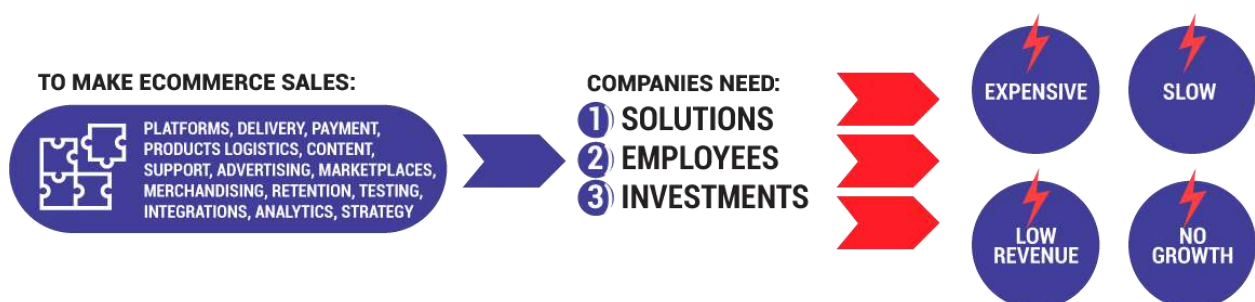 TO MAKE ECOMMERCE SALES:
PLATFORMS, DELIVERY, PAYMENT,
PRODUCTS LOGISTICS, CONTENT,
SUPPORT, ADVERTISING, MARKETPLACES,
MERCHANDISING, RETENTION, TESTING,
INTEGRATIONS, ANALYTICS, STRATEGY
COMPANIES NEED:
1) SOLUTIONS
2) EMPLOYEES
3) INVESTMENTS
EXPENSIVE
SLOW
LOW
REVENUE
NO
GROWTH